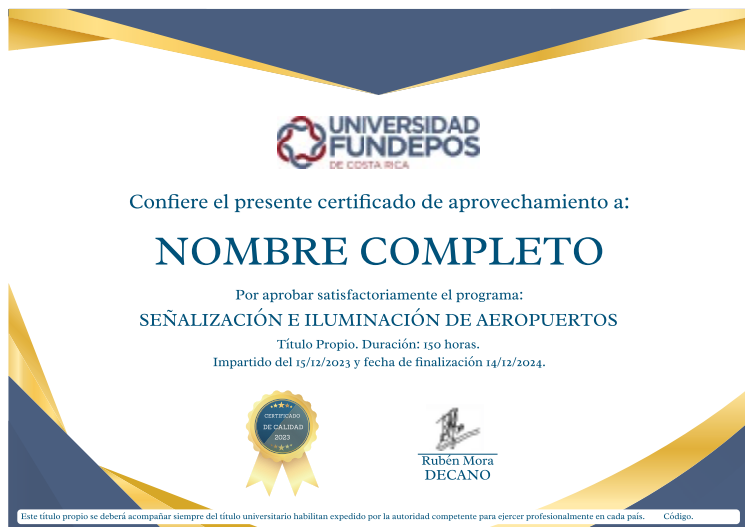 UNIVERSIDAD
FUNDEPOS
DE COSTA RICA
Confiere el presente certificado de aprovechamiento a:
NOMBRE COMPLETO
Por aprobar satisfactoriamente el programa:
SEÑALIZACIÓN E ILUMINACIÓN DE AEROPUERTOS
Título Propio. Duración: 150 horas.
Impartido del 15/12/2023 y fecha de finalización 14/12/2024.
CERTIFICADO
DE CALIDAD
2023
Rubén Mora
DECANO
Este título propio se deberá acompañar siempre del título universitario habilitan expedido por la autoridad competente para ejercer profesionalmente en cada país. Código.